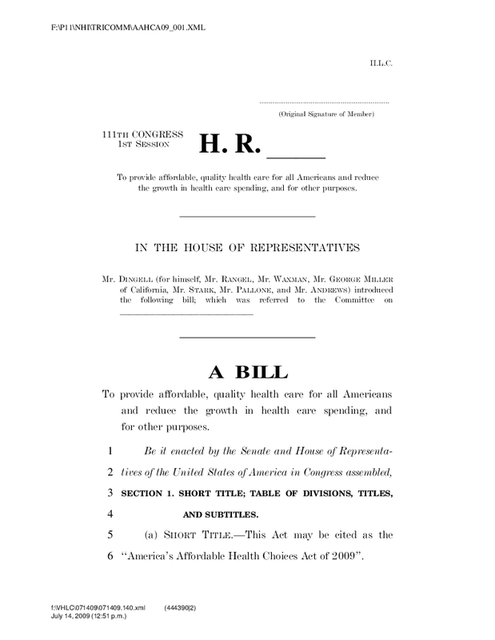 F:\P11\NHI\TRICOMM\AAHCA09_001.XML
H.L.C.
(Original Signature of Member)
111TH CONGRESS
1ST SESSION
H. R.
To provide affordable, quality health care for all Americans and reduce
the growth in health care spending, and for other purposes.
IN THE HOUSE OF REPRESENTATIVES
Mr. DINGELL (for himself, Mr. RANGEL, Mr. WAXMAN, Mr. GEORGE MILLER
of California, Mr. STARK, Mr. PALLONE, and Mr. ANDREWS) introduced
the following bill; which was referred to the Committee on
A BILL
To provide affordable, quality health care for all Americans
and reduce the growth in health care spending, and
for other purposes.
1 Be it enacted by the Senate and House of Representa-
2 tives of the United States of America in Congress assembled,
3 SECTION 1. SHORT TITLE; TABLE OF DIVISIONS, TITLES,
4 AND SUBTITLES.
5 (a) SHORT TITLE.—This Act may be cited as the
6 “America’s Affordable Health Choices Act of 2009”.
f:\VHLC\071409\071409.140.xml (444390|2)
July 14, 2009 (12:51 p.m.)